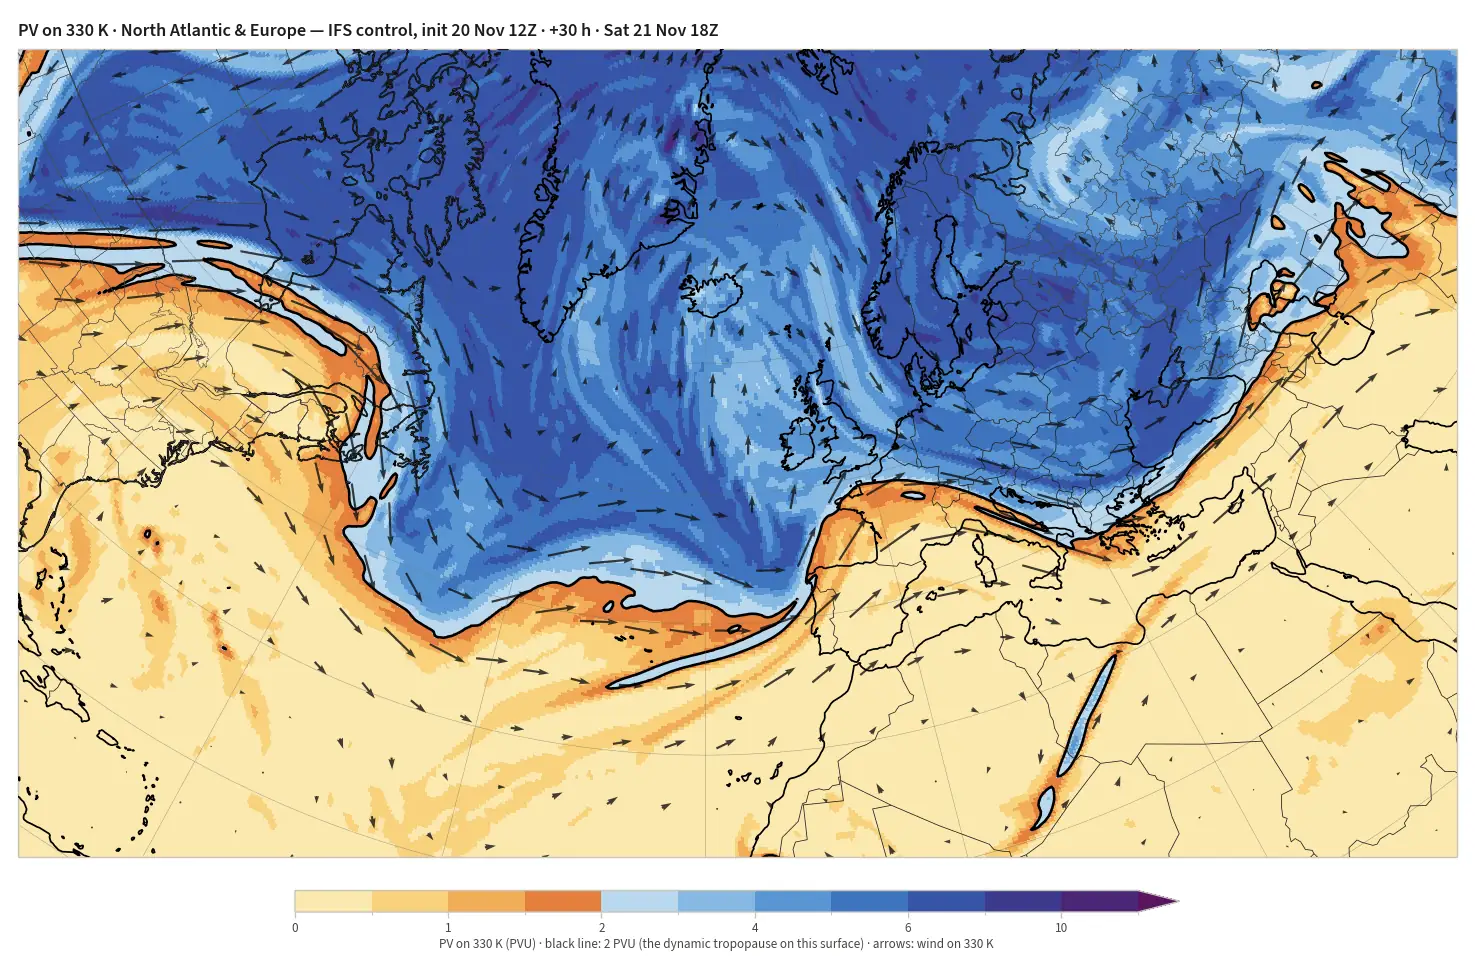 PV on 330 K · North Atlantic & Europe — IFS control, init 20 Nov 12Z · +30 h · Sat 21 Nov 18Z
0 1 2 4 6 10
PV on 330 K (PVU) · black line: 2 PVU (the dynamic tropopause on this surface) · arrows: wind on 330 K